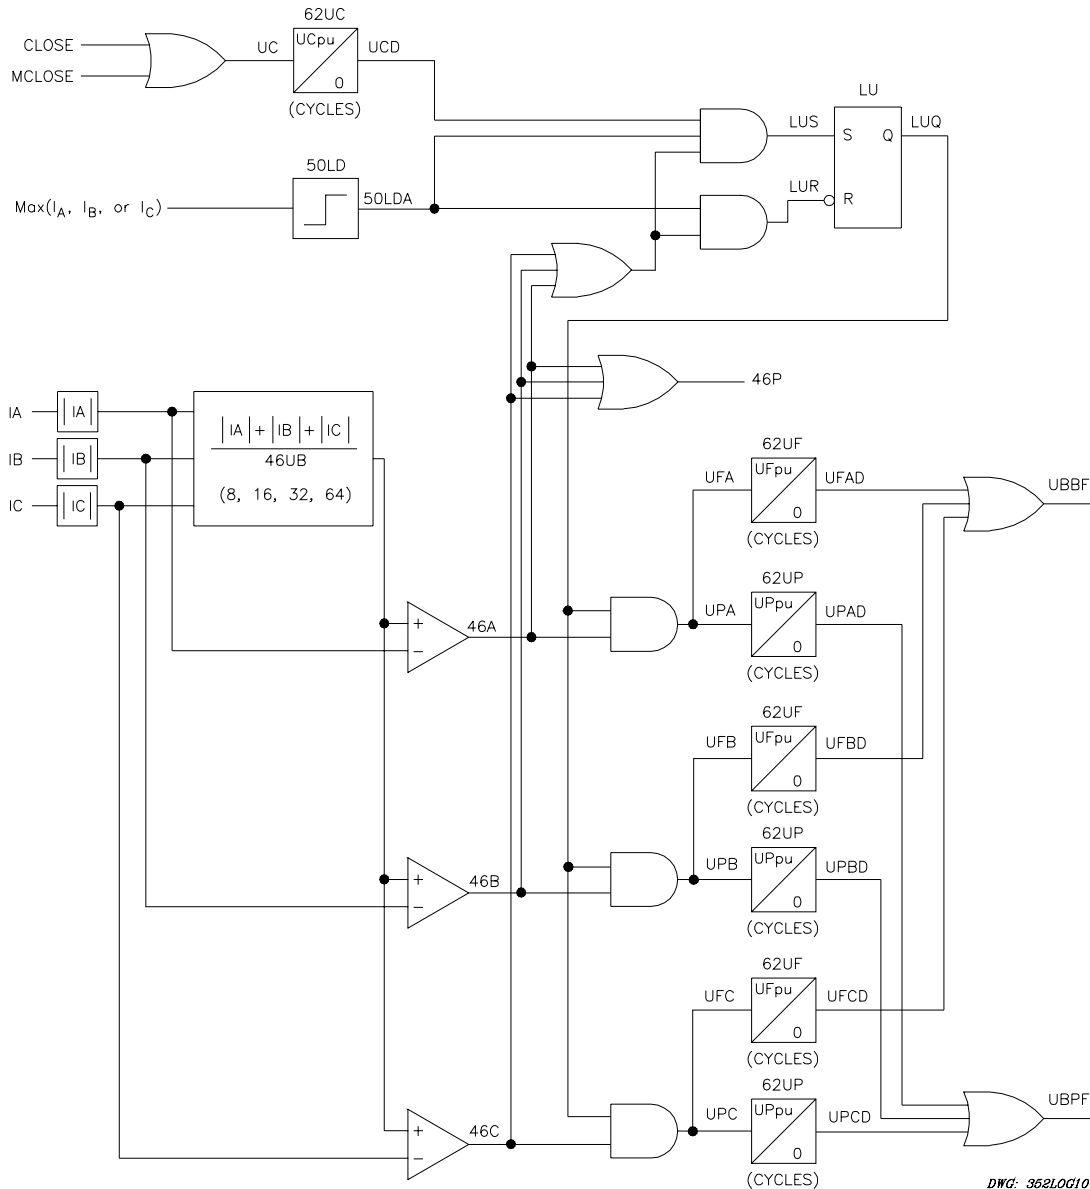 62UC
CLOSE
MCLOSE
UC
UCpu
0
UCD
(CYCLES)
LU
LUS
S
Q
LUQ
LUR
R
50LD
Max(IA, IB, or IC)
50LDA
46P
IA
|IA|
IB
|IB|
IC
|IC|
|IA|+|IB|+|IC|
46UB
(8, 16, 32, 64)
62UF
UFA
UFpu
0
UFAD
(CYCLES)
UBBF
62UP
+
-
46A
UPA
UPpu
0
UPAD
(CYCLES)
62UF
UFB
UFpu
0
UFBD
(CYCLES)
62UP
+
-
46B
UPB
UPpu
0
UPBD
(CYCLES)
62UF
UFC
UFpu
0
UFCD
(CYCLES)
62UP
+
-
46C
UPC
UPpu
0
UPCD
(CYCLES)
UBPF
DWG: 352LOG10